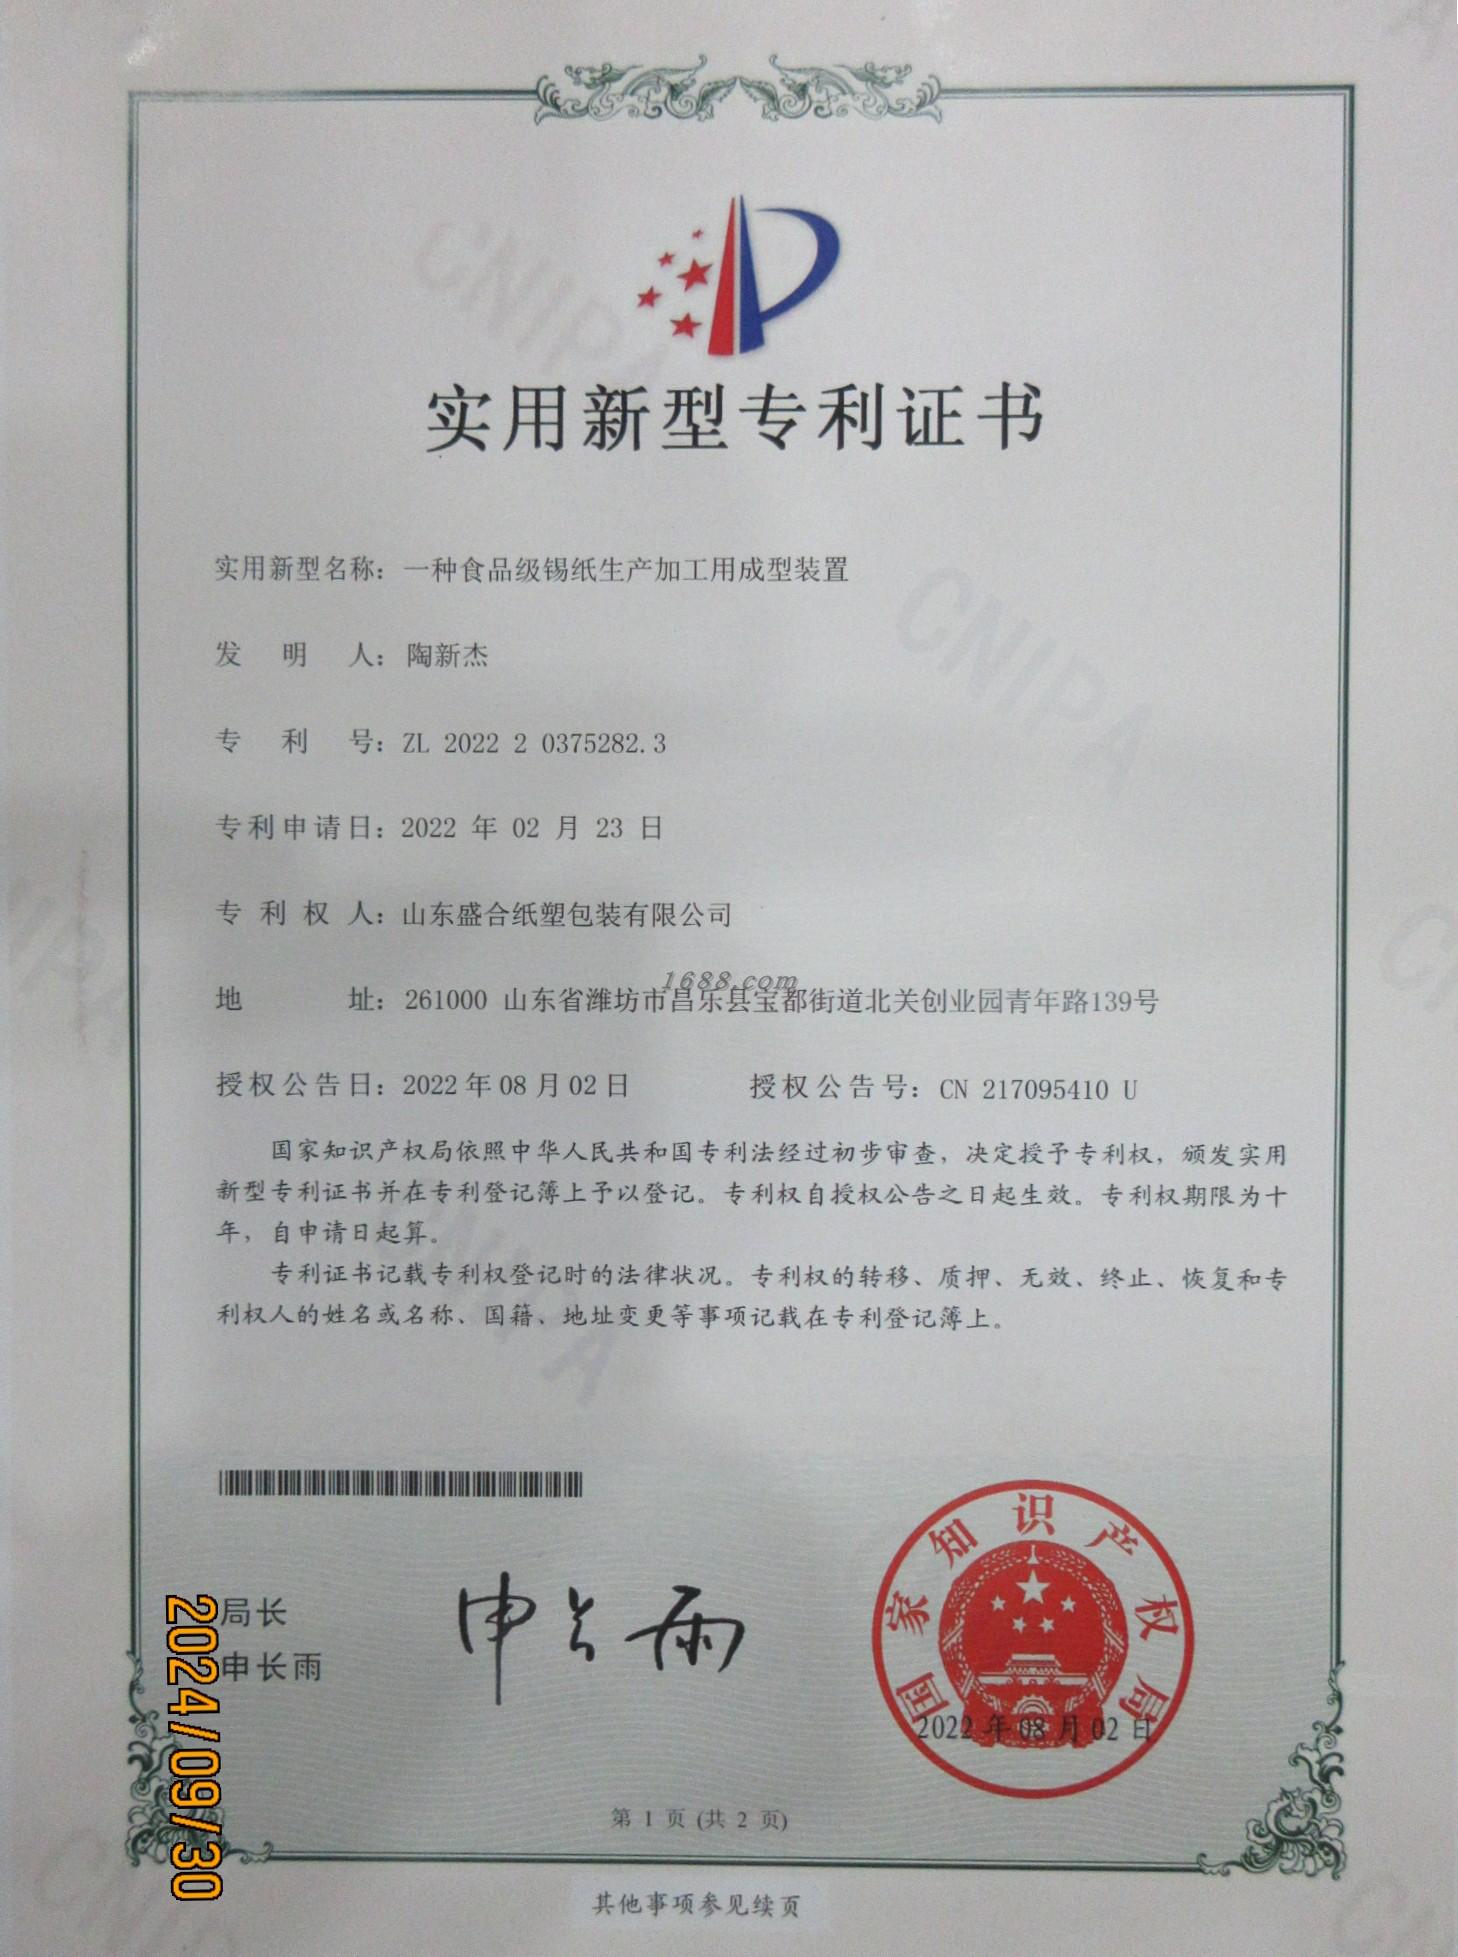 实用新型专利证书
实用新型名称：一种食品级锡纸生产加工用成型装置
发明人：陶新杰
专利号：ZL 2022 2 0375282.3
专利申请日：2022 年 02 月 23 日
专利权人：山东盛合纸塑包装有限公司
1688.com
地址：261000 山东省潍坊市昌乐县宝都街道北关创业园青年路139号
授权公告日：2022 年 08 月 02 日 授权公告号：CN 217095410 U
国家知识产权局依照中华人民共和国专利法经过初步审查，决定授予专利权，颁发实用
新型专利证书并在专利登记簿上予以登记。专利权自授权公告之日起生效。专利权期限为十
年，自申请日起算。
专利证书记载专利权登记时的法律状况。专利权的转移、质押、无效、终止、恢复和专
利权人的姓名或名称、国籍、地址变更等事项记载在专利登记簿上。
局长
申长雨
申长雨
国家知识产权局
2022 年 08 月 02 日
2024/09/30
第 1 页 (共 2 页)
其他事项参见续页
CNIPA
CNIPA
CNIPA